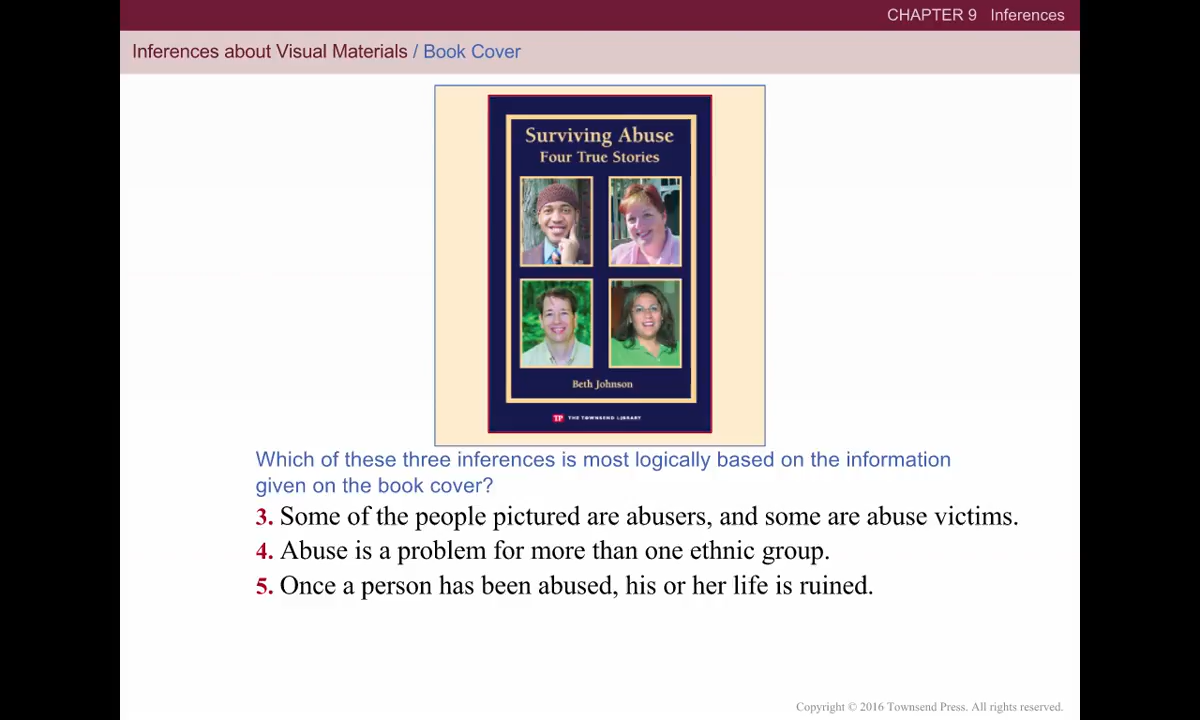 CHAPTER 9 Inferences
Inferences about Visual Materials / Book Cover
Surviving Abuse
Four True Stories
Beth Johnson
TP THE TOWNSEND LIBRARY
Which of these three inferences is most logically based on the information
given on the book cover?
3. Some of the people pictured are abusers, and some are abuse victims.
4. Abuse is a problem for more than one ethnic group.
5. Once a person has been abused, his or her life is ruined.
Copyright © 2016 Townsend Press. All rights reserved.